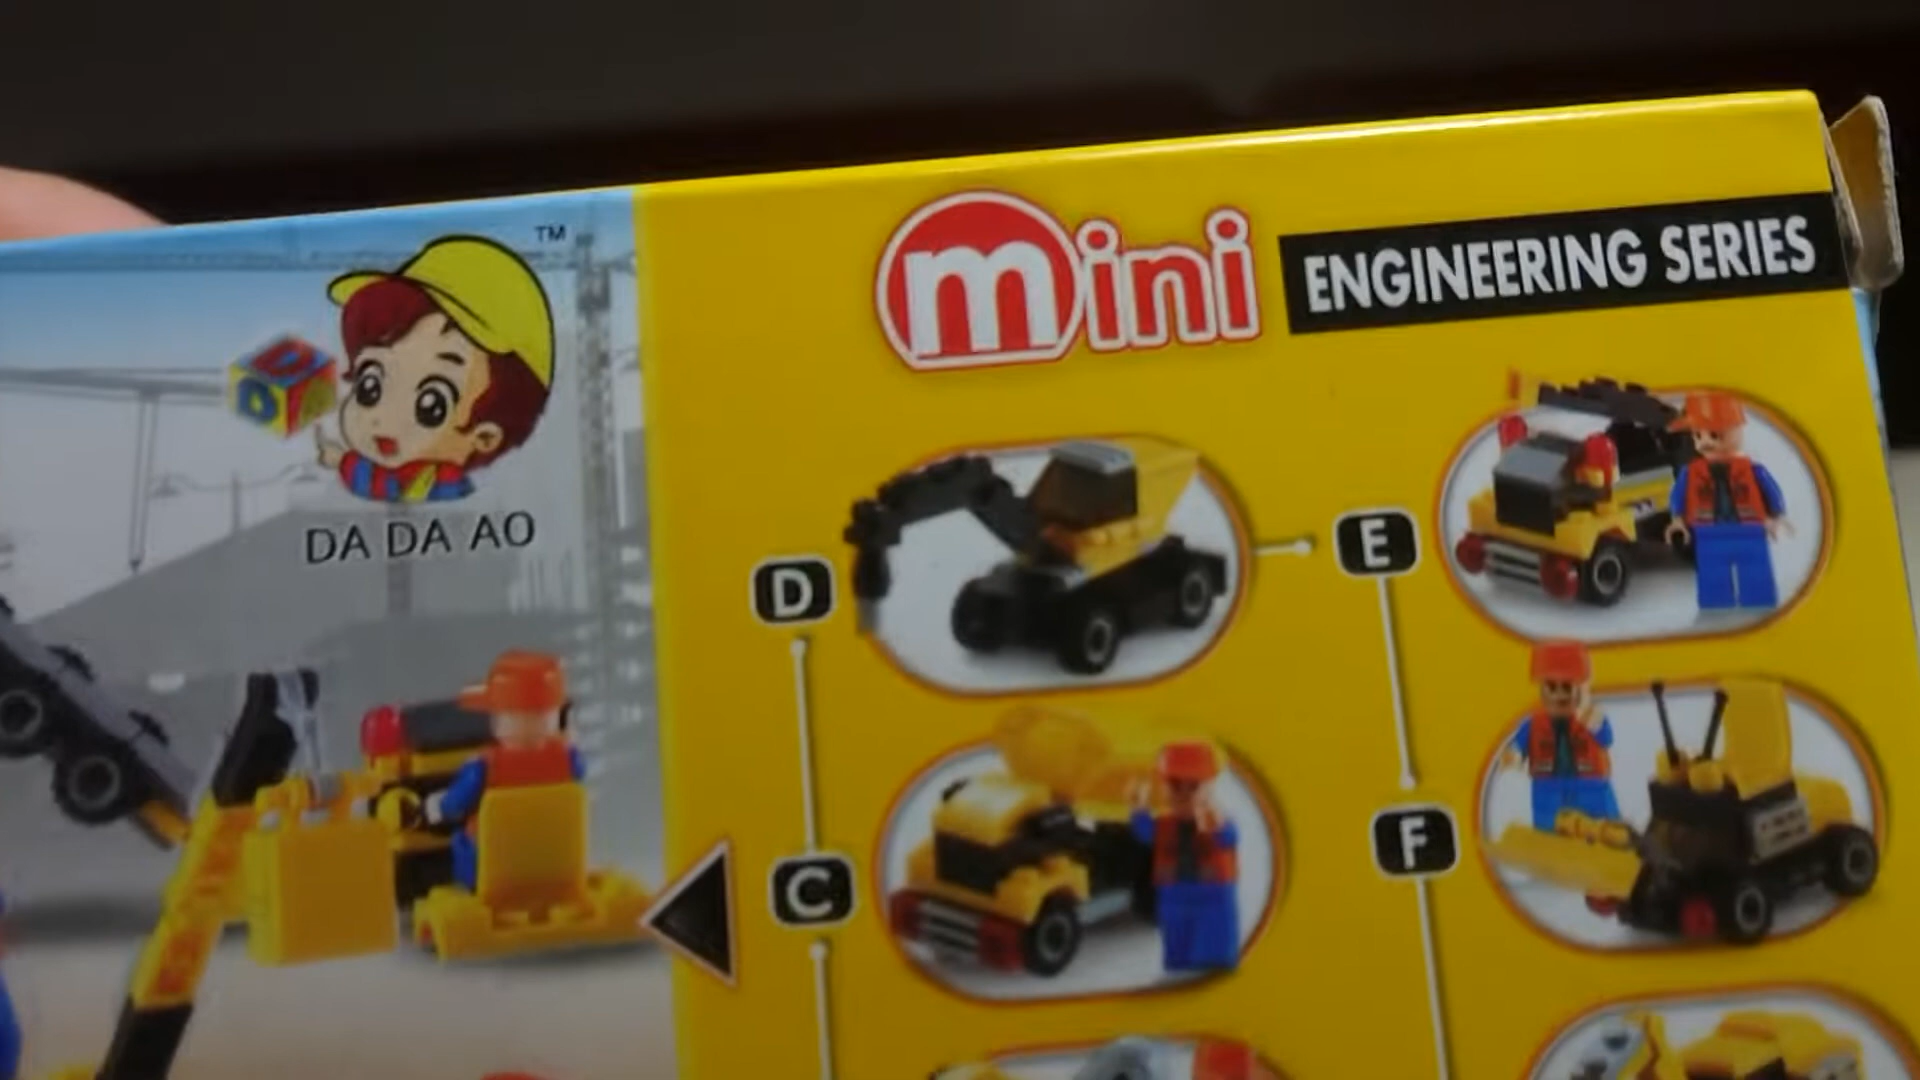 TM
DA DA AO
mini
ENGINEERING SERIES
D
E
C
F